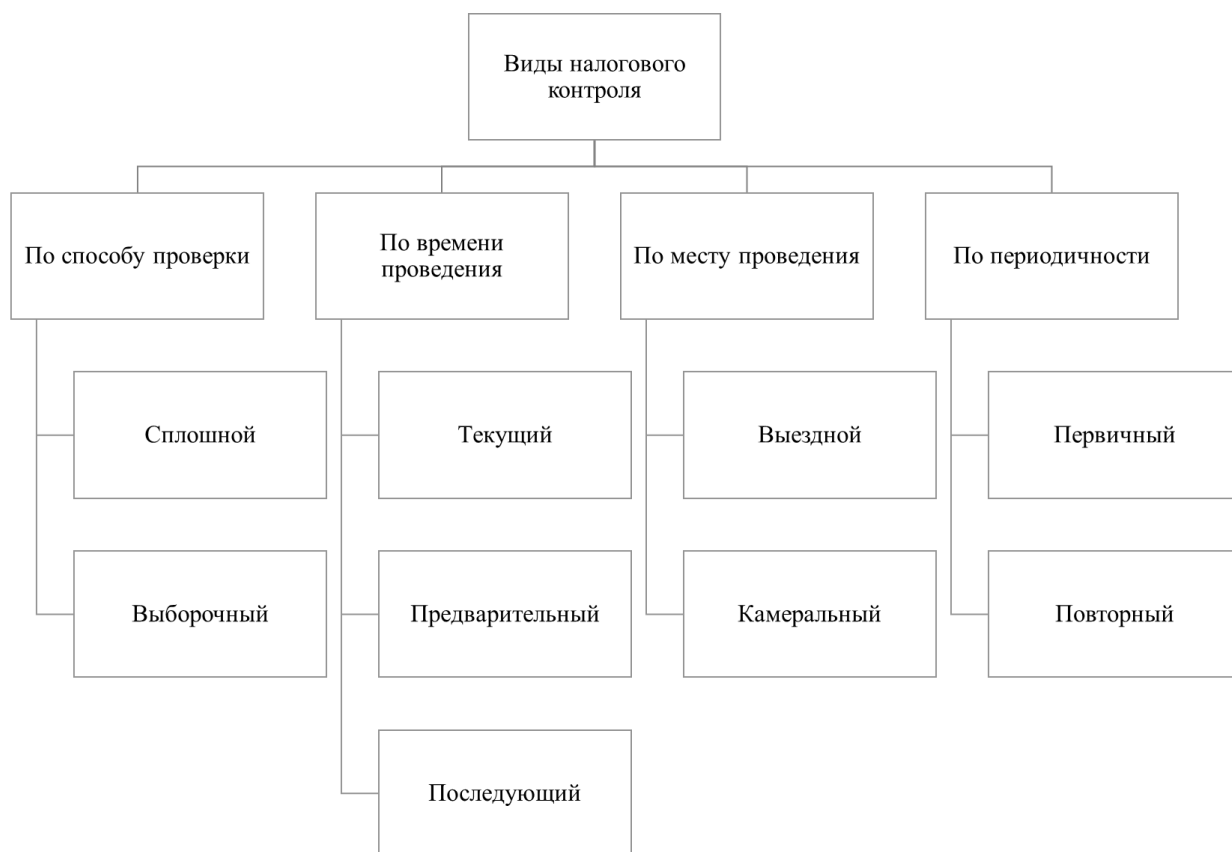 Виды налогового
контроля
По способу проверки
По времени
проведения
По месту проведения
По периодичности
Сплошной
Текущий
Выездной
Первичный
Выборочный
Предварительный
Камеральный
Повторный
Последующий